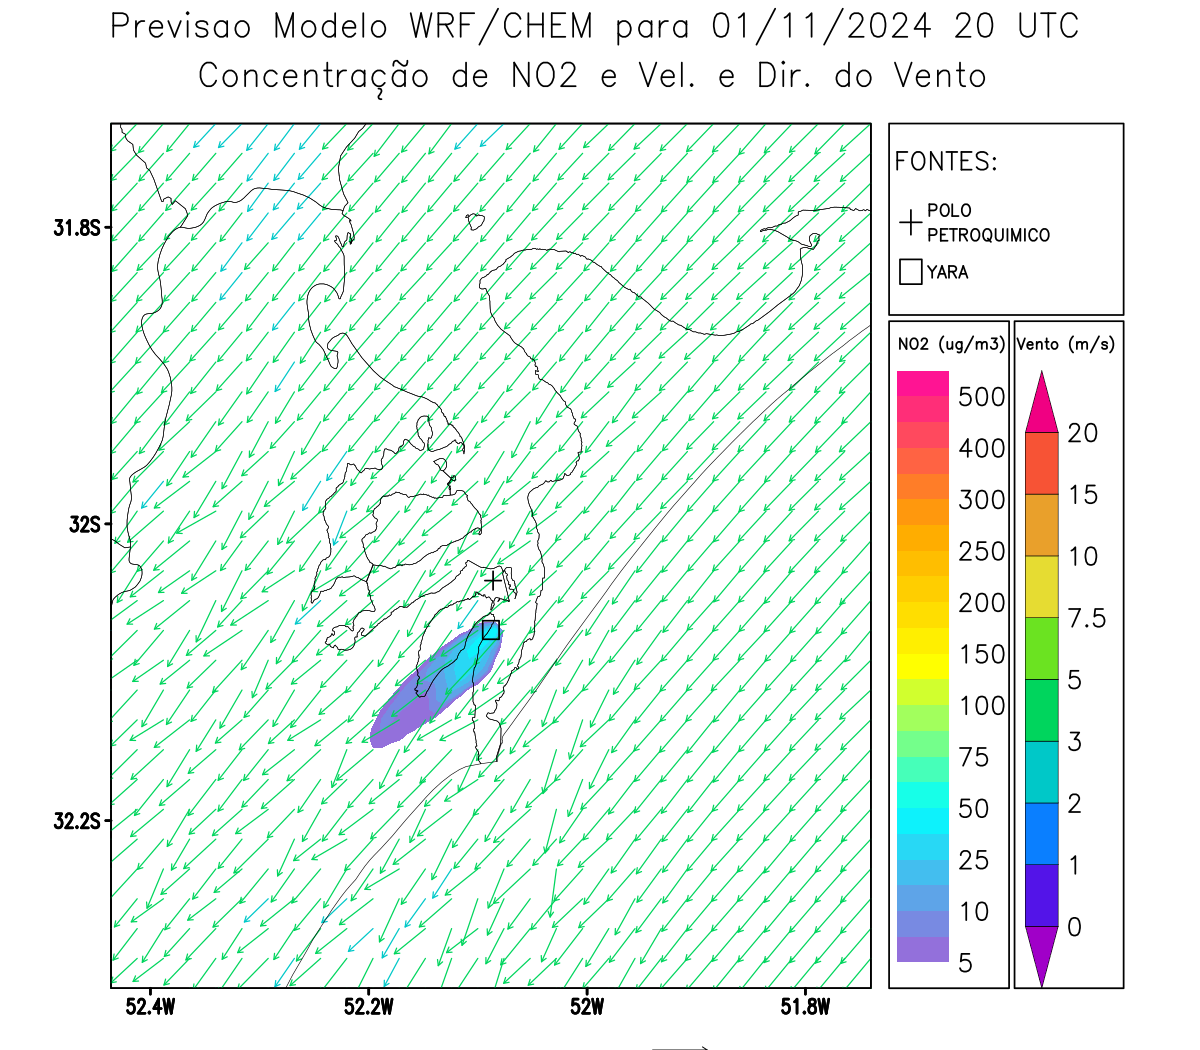 Previsao Modelo WRF/CHEM para 01/11/2024 20 UTC
Concentração de NO2 e Vel. e Dir. do Vento
FONTES:
POLO
PETROQUIMICO
YARA
NO2 (ug/m3)
500
400
300
250
200
150
100
75
50
25
10
5
Vento (m/s)
20
15
10
7.5
5
3
2
1
0
31.8S
32S
32.2S
52.4W
52.2W
52W
51.8W